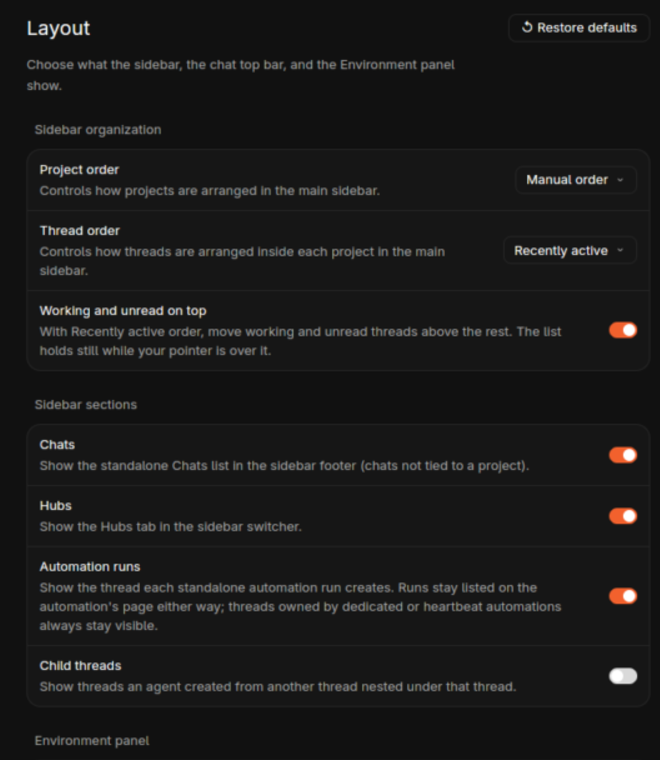 Layout
Restore defaults
Choose what the sidebar, the chat top bar, and the Environment panel
show.
Sidebar organization
Project order
Controls how projects are arranged in the main sidebar.
Manual order
Thread order
Controls how threads are arranged inside each project in the main
sidebar.
Recently active
Working and unread on top
With Recently active order, move working and unread threads above the rest. The list
holds still while your pointer is over it.
Sidebar sections
Chats
Show the standalone Chats list in the sidebar footer (chats not tied to a project).
Hubs
Show the Hubs tab in the sidebar switcher.
Automation runs
Show the thread each standalone automation run creates. Runs stay listed on the
automation's page either way; threads owned by dedicated or heartbeat automations
always stay visible.
Child threads
Show threads an agent created from another thread nested under that thread.
Environment panel